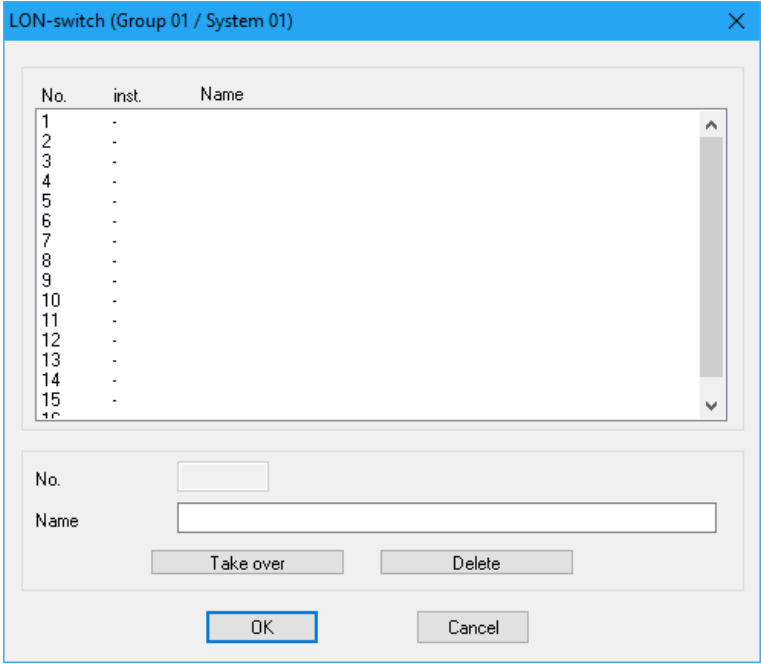 LON-switch (Group 01 / System 01)
No. inst. Name
1 -
2 -
3 -
4 -
5 -
6 -
7 -
8 -
9 -
10 -
11 -
12 -
13 -
14 -
15 -
No.
Name
Take over Delete
OK Cancel